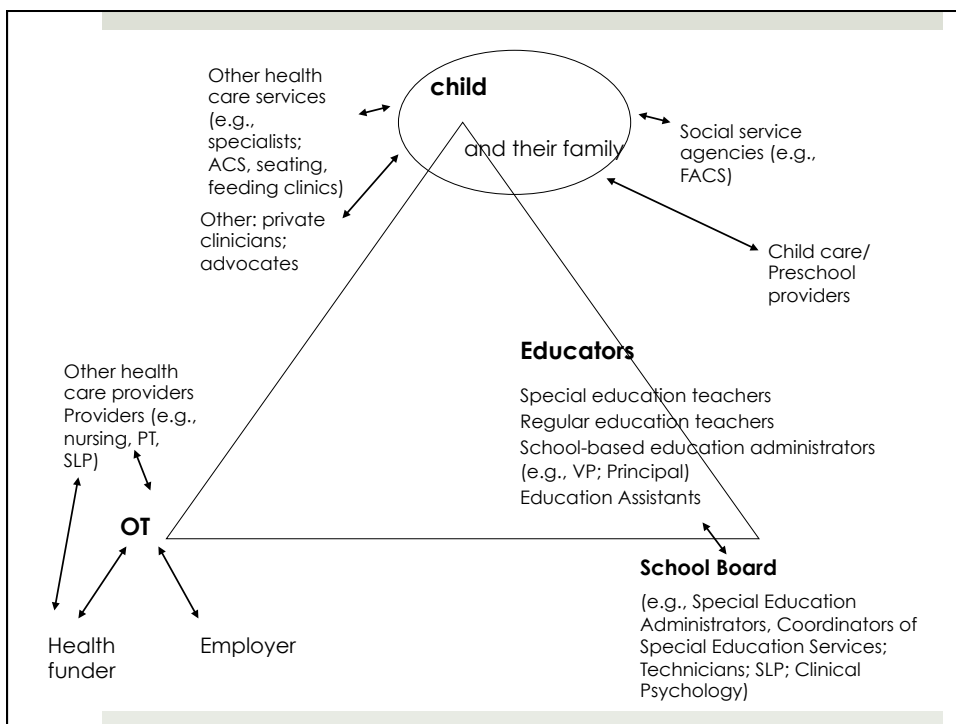 Other health
care services
(e.g.,
specialists;
ACS, seating,
feeding clinics)
Other: private
clinicians;
advocates
child
and their family
Social service
agencies (e.g.,
FACS)
Child care/
Preschool
providers
Other health
care providers
Providers (e.g.,
nursing, PT,
SLP)
OT
Health
funder
Employer
Educators
Special education teachers
Regular education teachers
School-based education administrators
(e.g., VP; Principal)
Education Assistants
School Board
(e.g., Special Education
Administrators, Coordinators of
Special Education Services;
Technicians; SLP; Clinical
Psychology)